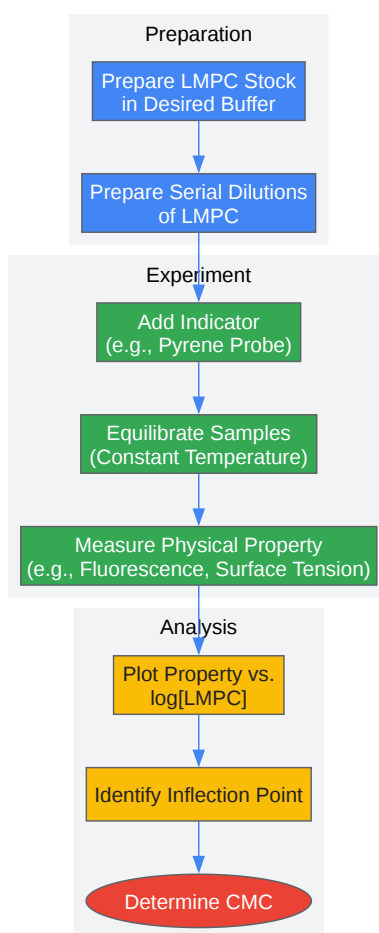 Preparation
Prepare LMPC Stock
in Desired Buffer
Prepare Serial Dilutions
of LMPC
Experiment
Add Indicator
(e.g., Pyrene Probe)
Equilibrate Samples
(Constant Temperature)
Measure Physical Property
(e.g., Fluorescence, Surface Tension)
Analysis
Plot Property vs.
log[LMPC]
Identify Inflection Point
Determine CMC